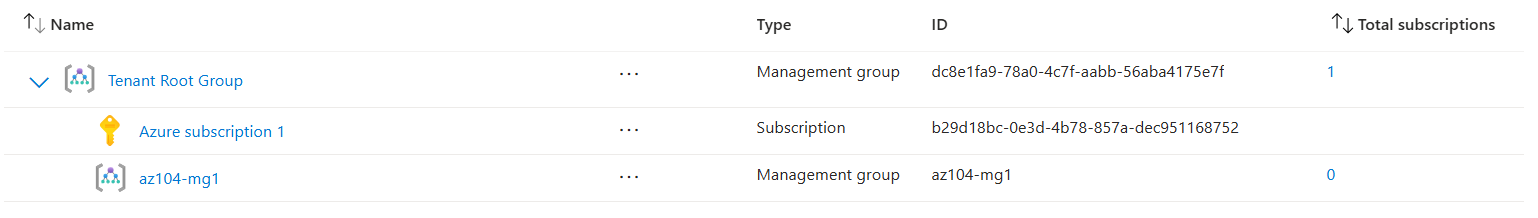 Name Type ID Total subscriptions
Tenant Root Group ... Management group dc8e1fa9-78a0-4c7f-aabb-56aba4175e7f 1
Azure subscription 1 ... Subscription b29d18bc-0e3d-4b78-857a-dec951168752
az104-mg1 ... Management group az104-mg1 0